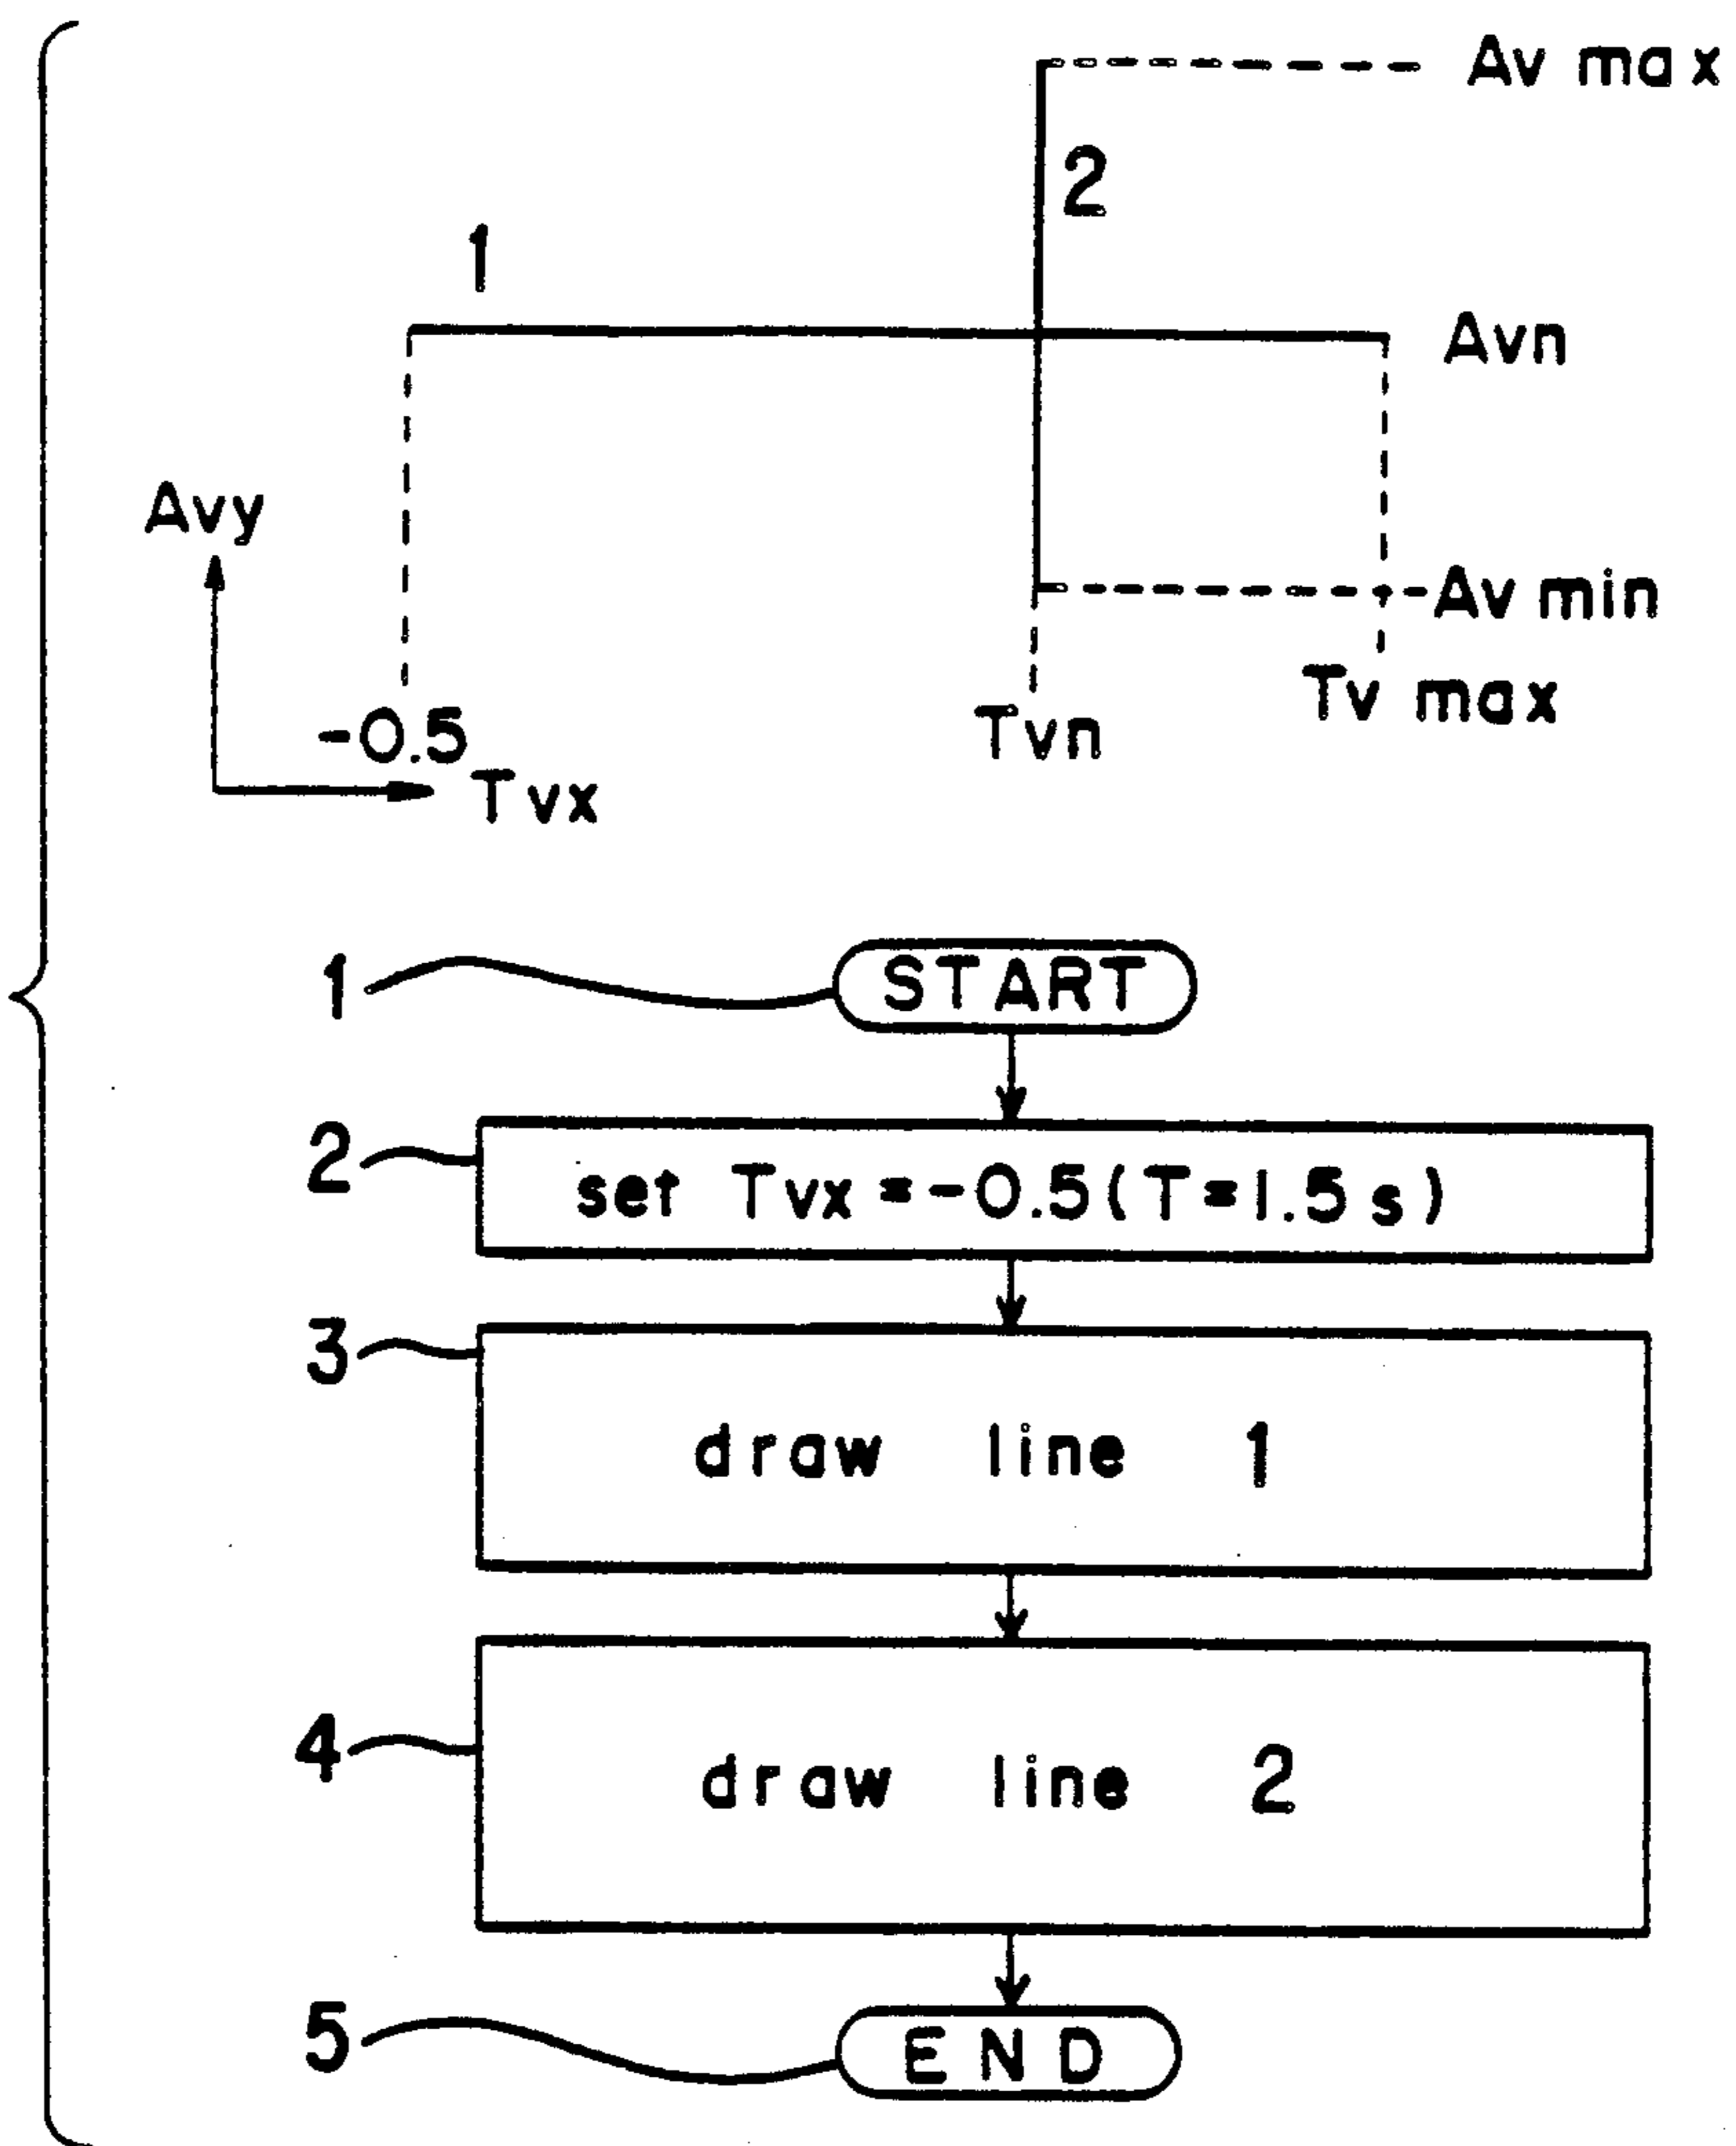 Av max
2
1
Avn
Avy
Av min
Tv max
-0.5
Tvn
Tvx
1 START
2 set Tvx=-0.5(T=1.5s)
3
draw line 1
4 draw line 2
5 END